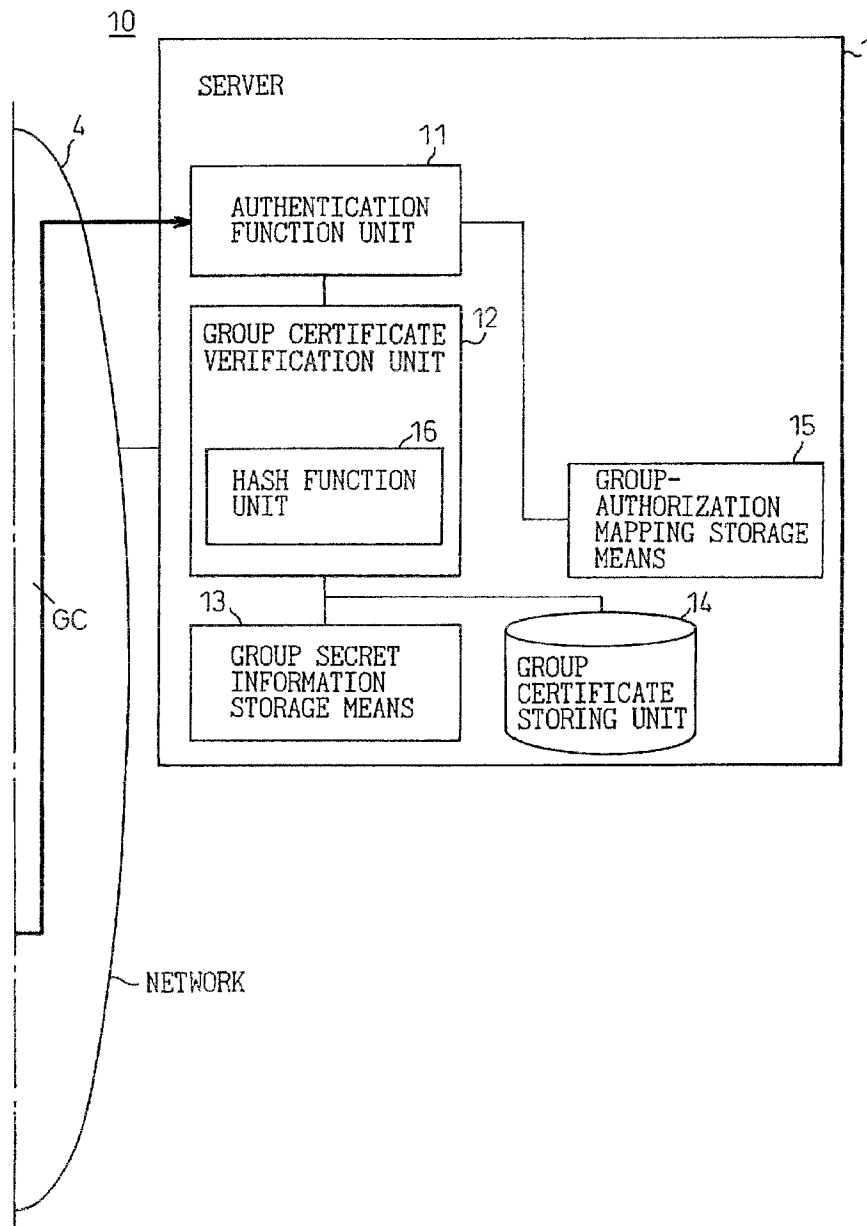 10
1
SERVER
4
11
AUTHENTICATION
FUNCTION UNIT
12
GROUP CERTIFICATE
VERIFICATION UNIT
16
HASH FUNCTION
UNIT
15
GROUP-
AUTHORIZATION
MAPPING STORAGE
MEANS
GC
13
GROUP SECRET
INFORMATION
STORAGE MEANS
14
GROUP
CERTIFICATE
STORING UNIT
NETWORK